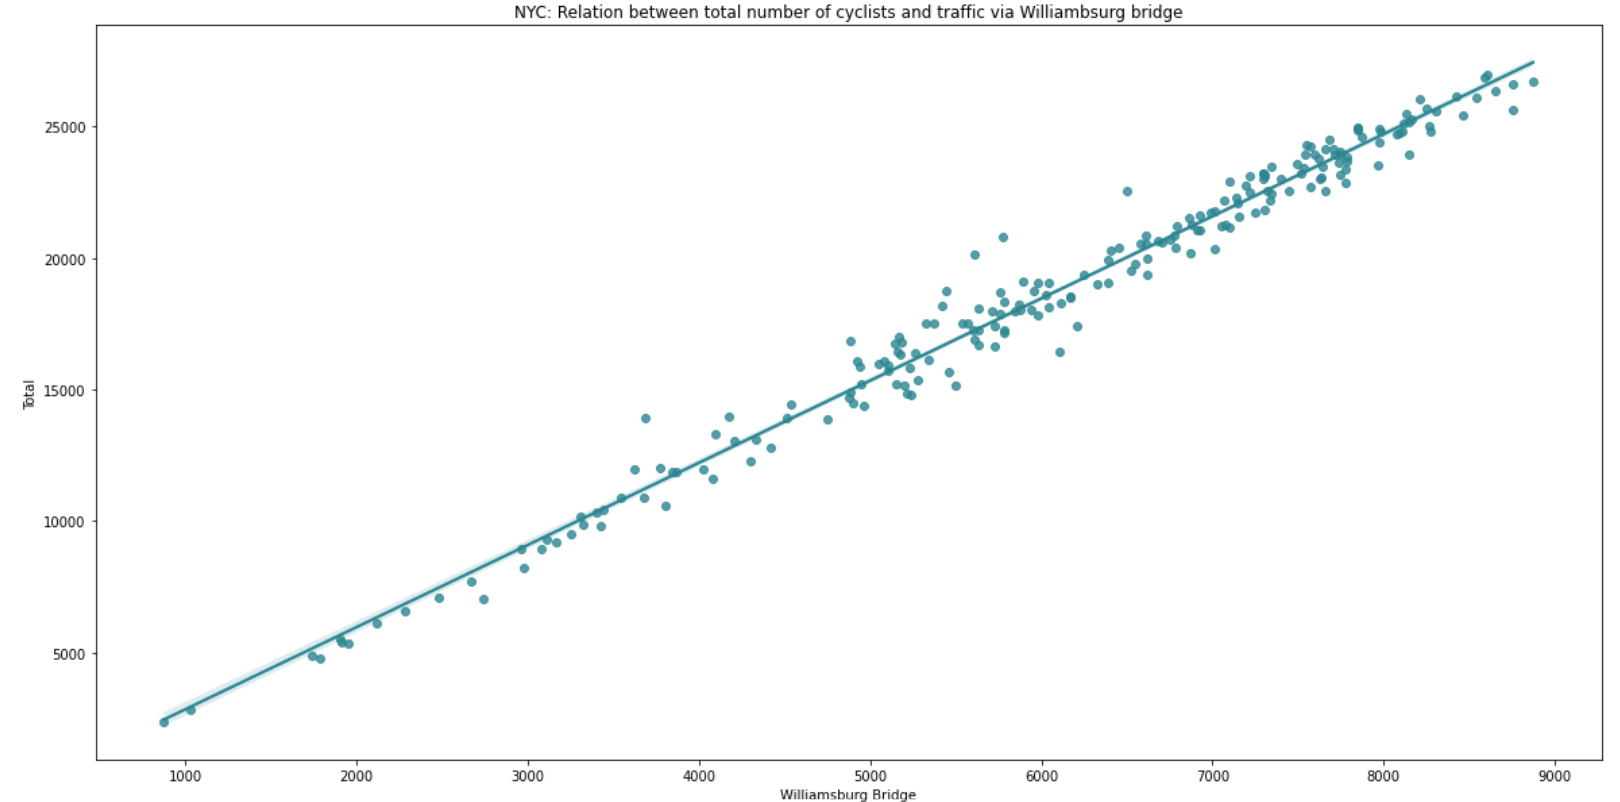 NYC: Relation between total number of cyclists and traffic via Williambsurg bridge
25000
20000
15000
10000
5000
Total
1000 2000 3000 4000 5000 6000 7000 8000 9000
Williamsburg Bridge